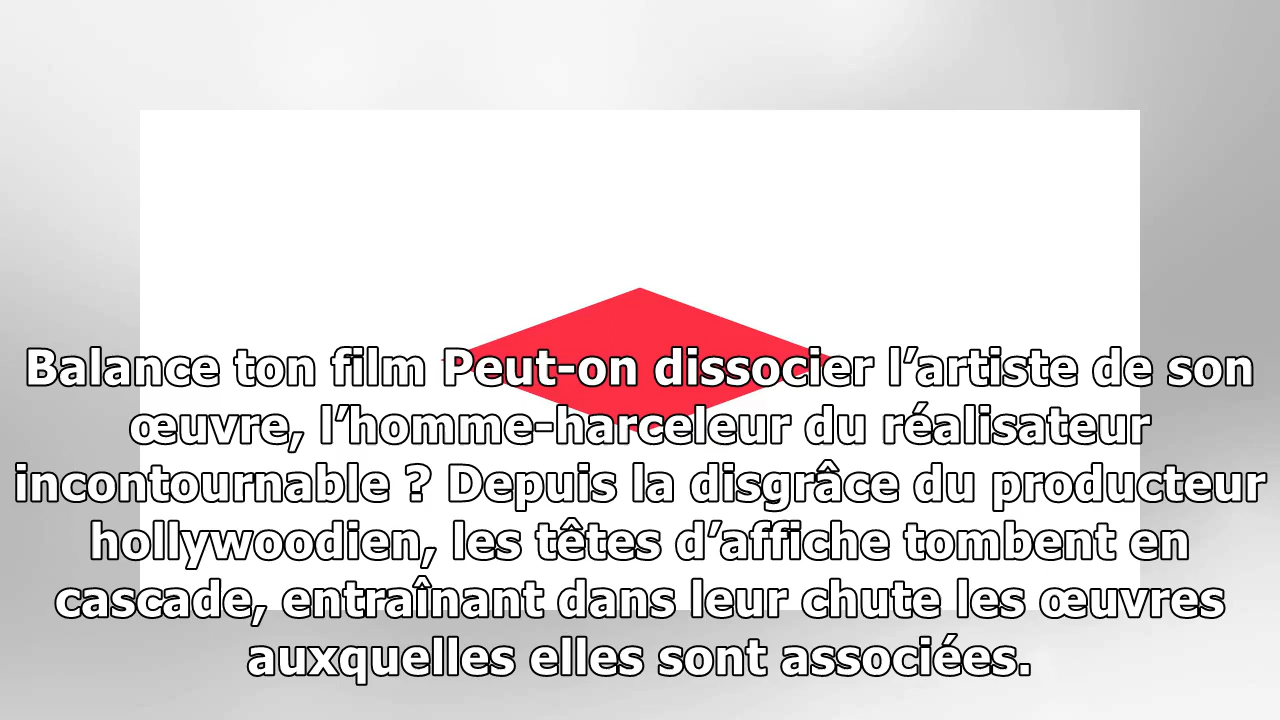 Balance ton film Peut-on dissocier l’artiste de son
œuvre, l’homme-harceleur du réalisateur
incontournable ? Depuis la disgrâce du producteur
hollywoodien, les têtes d’affiche tombent en
cascade, entraînant dans leur chute les œuvres
auxquelles elles sont associées.